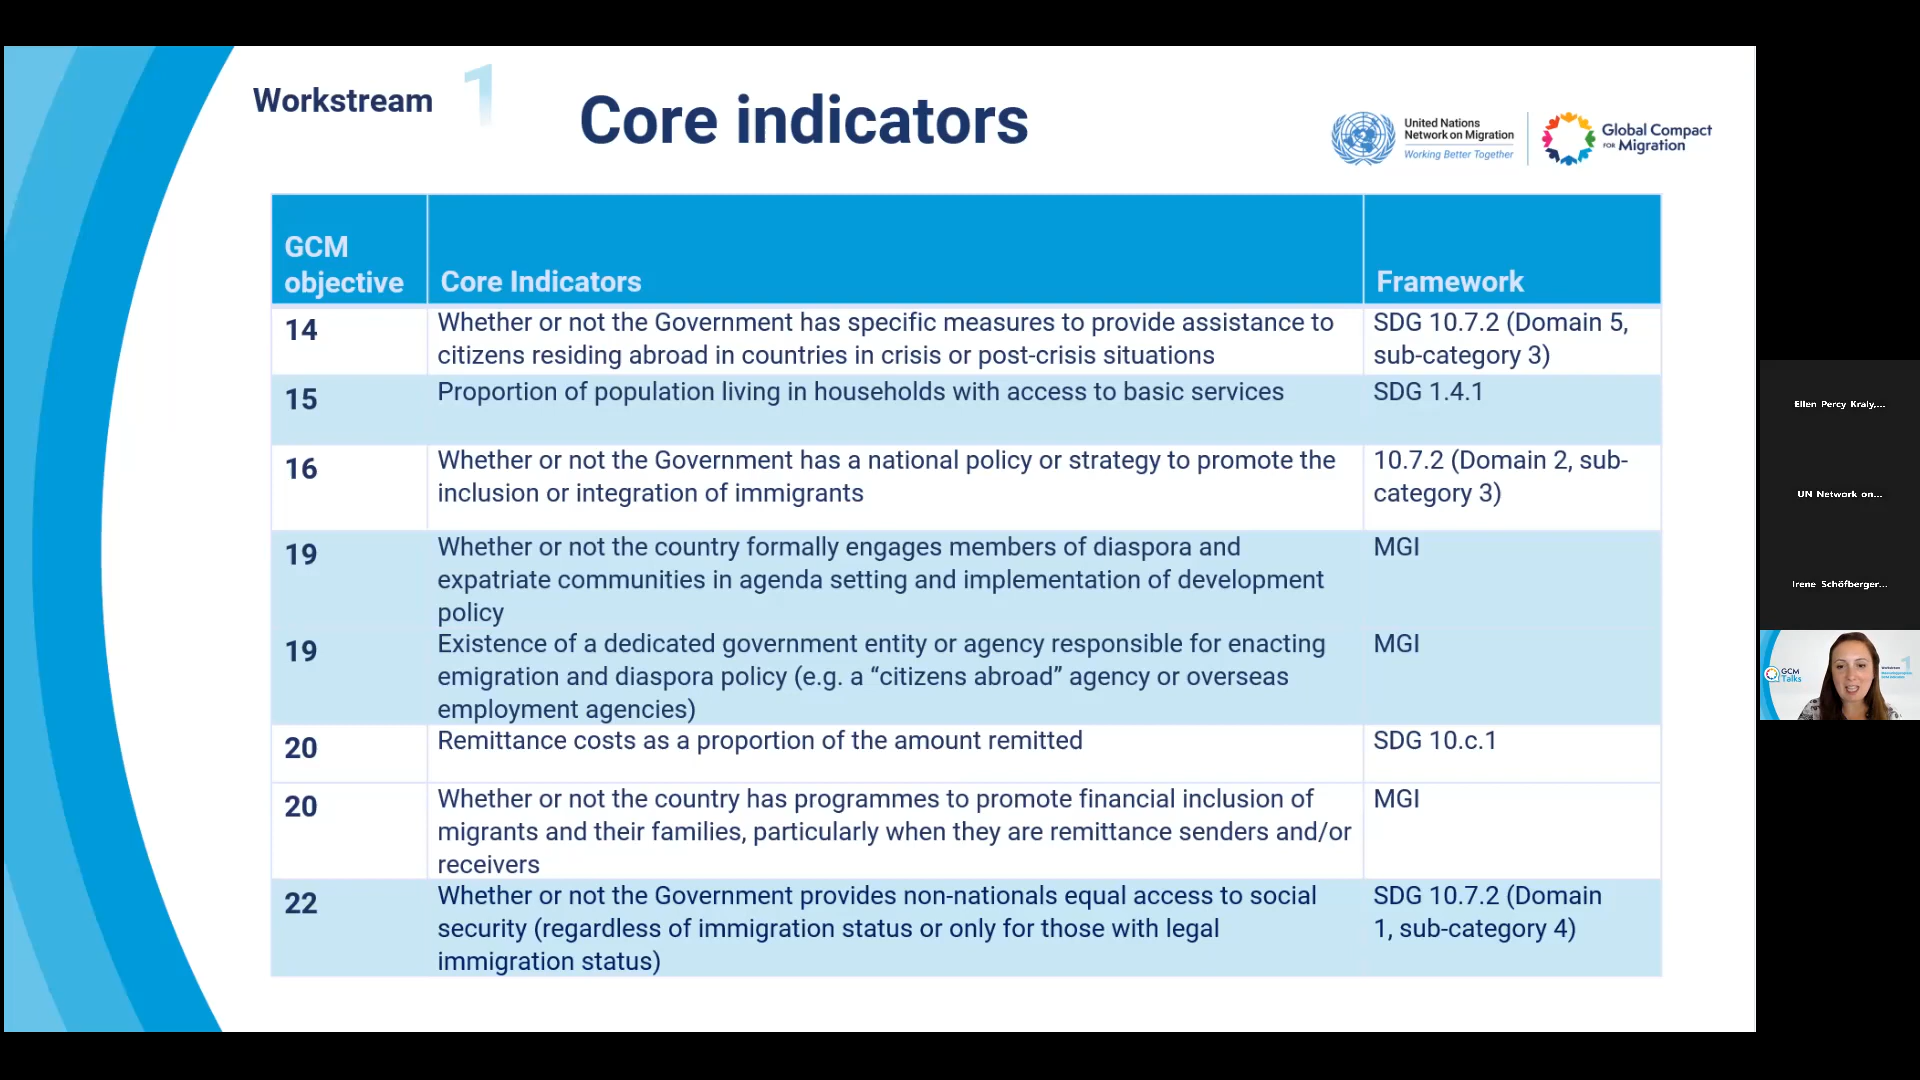 Workstream 1
Core indicators
United Nations
Network on Migration
Working Better Together
Global Compact
FOR Migration
GCM
objective
Core Indicators
Framework
14
Whether or not the Government has specific measures to provide assistance to
citizens residing abroad in countries in crisis or post-crisis situations
SDG 10.7.2 (Domain 5,
sub-category 3)
15
Proportion of population living in households with access to basic services
SDG 1.4.1
16
Whether or not the Government has a national policy or strategy to promote the
inclusion or integration of immigrants
10.7.2 (Domain 2, sub-
category 3)
19
Whether or not the country formally engages members of diaspora and
expatriate communities in agenda setting and implementation of development
policy
MGI
19
Existence of a dedicated government entity or agency responsible for enacting
emigration and diaspora policy (e.g. a “citizens abroad” agency or overseas
employment agencies)
MGI
20
Remittance costs as a proportion of the amount remitted
SDG 10.c.1
20
Whether or not the country has programmes to promote financial inclusion of
migrants and their families, particularly when they are remittance senders and/or
receivers
MGI
22
Whether or not the Government provides non-nationals equal access to social
security (regardless of immigration status or only for those with legal
immigration status)
SDG 10.7.2 (Domain
1, sub-category 4)
Ellen Percy Kraly,...
UN Network on...
Irene Schöfberger...
GCM
Talks
1